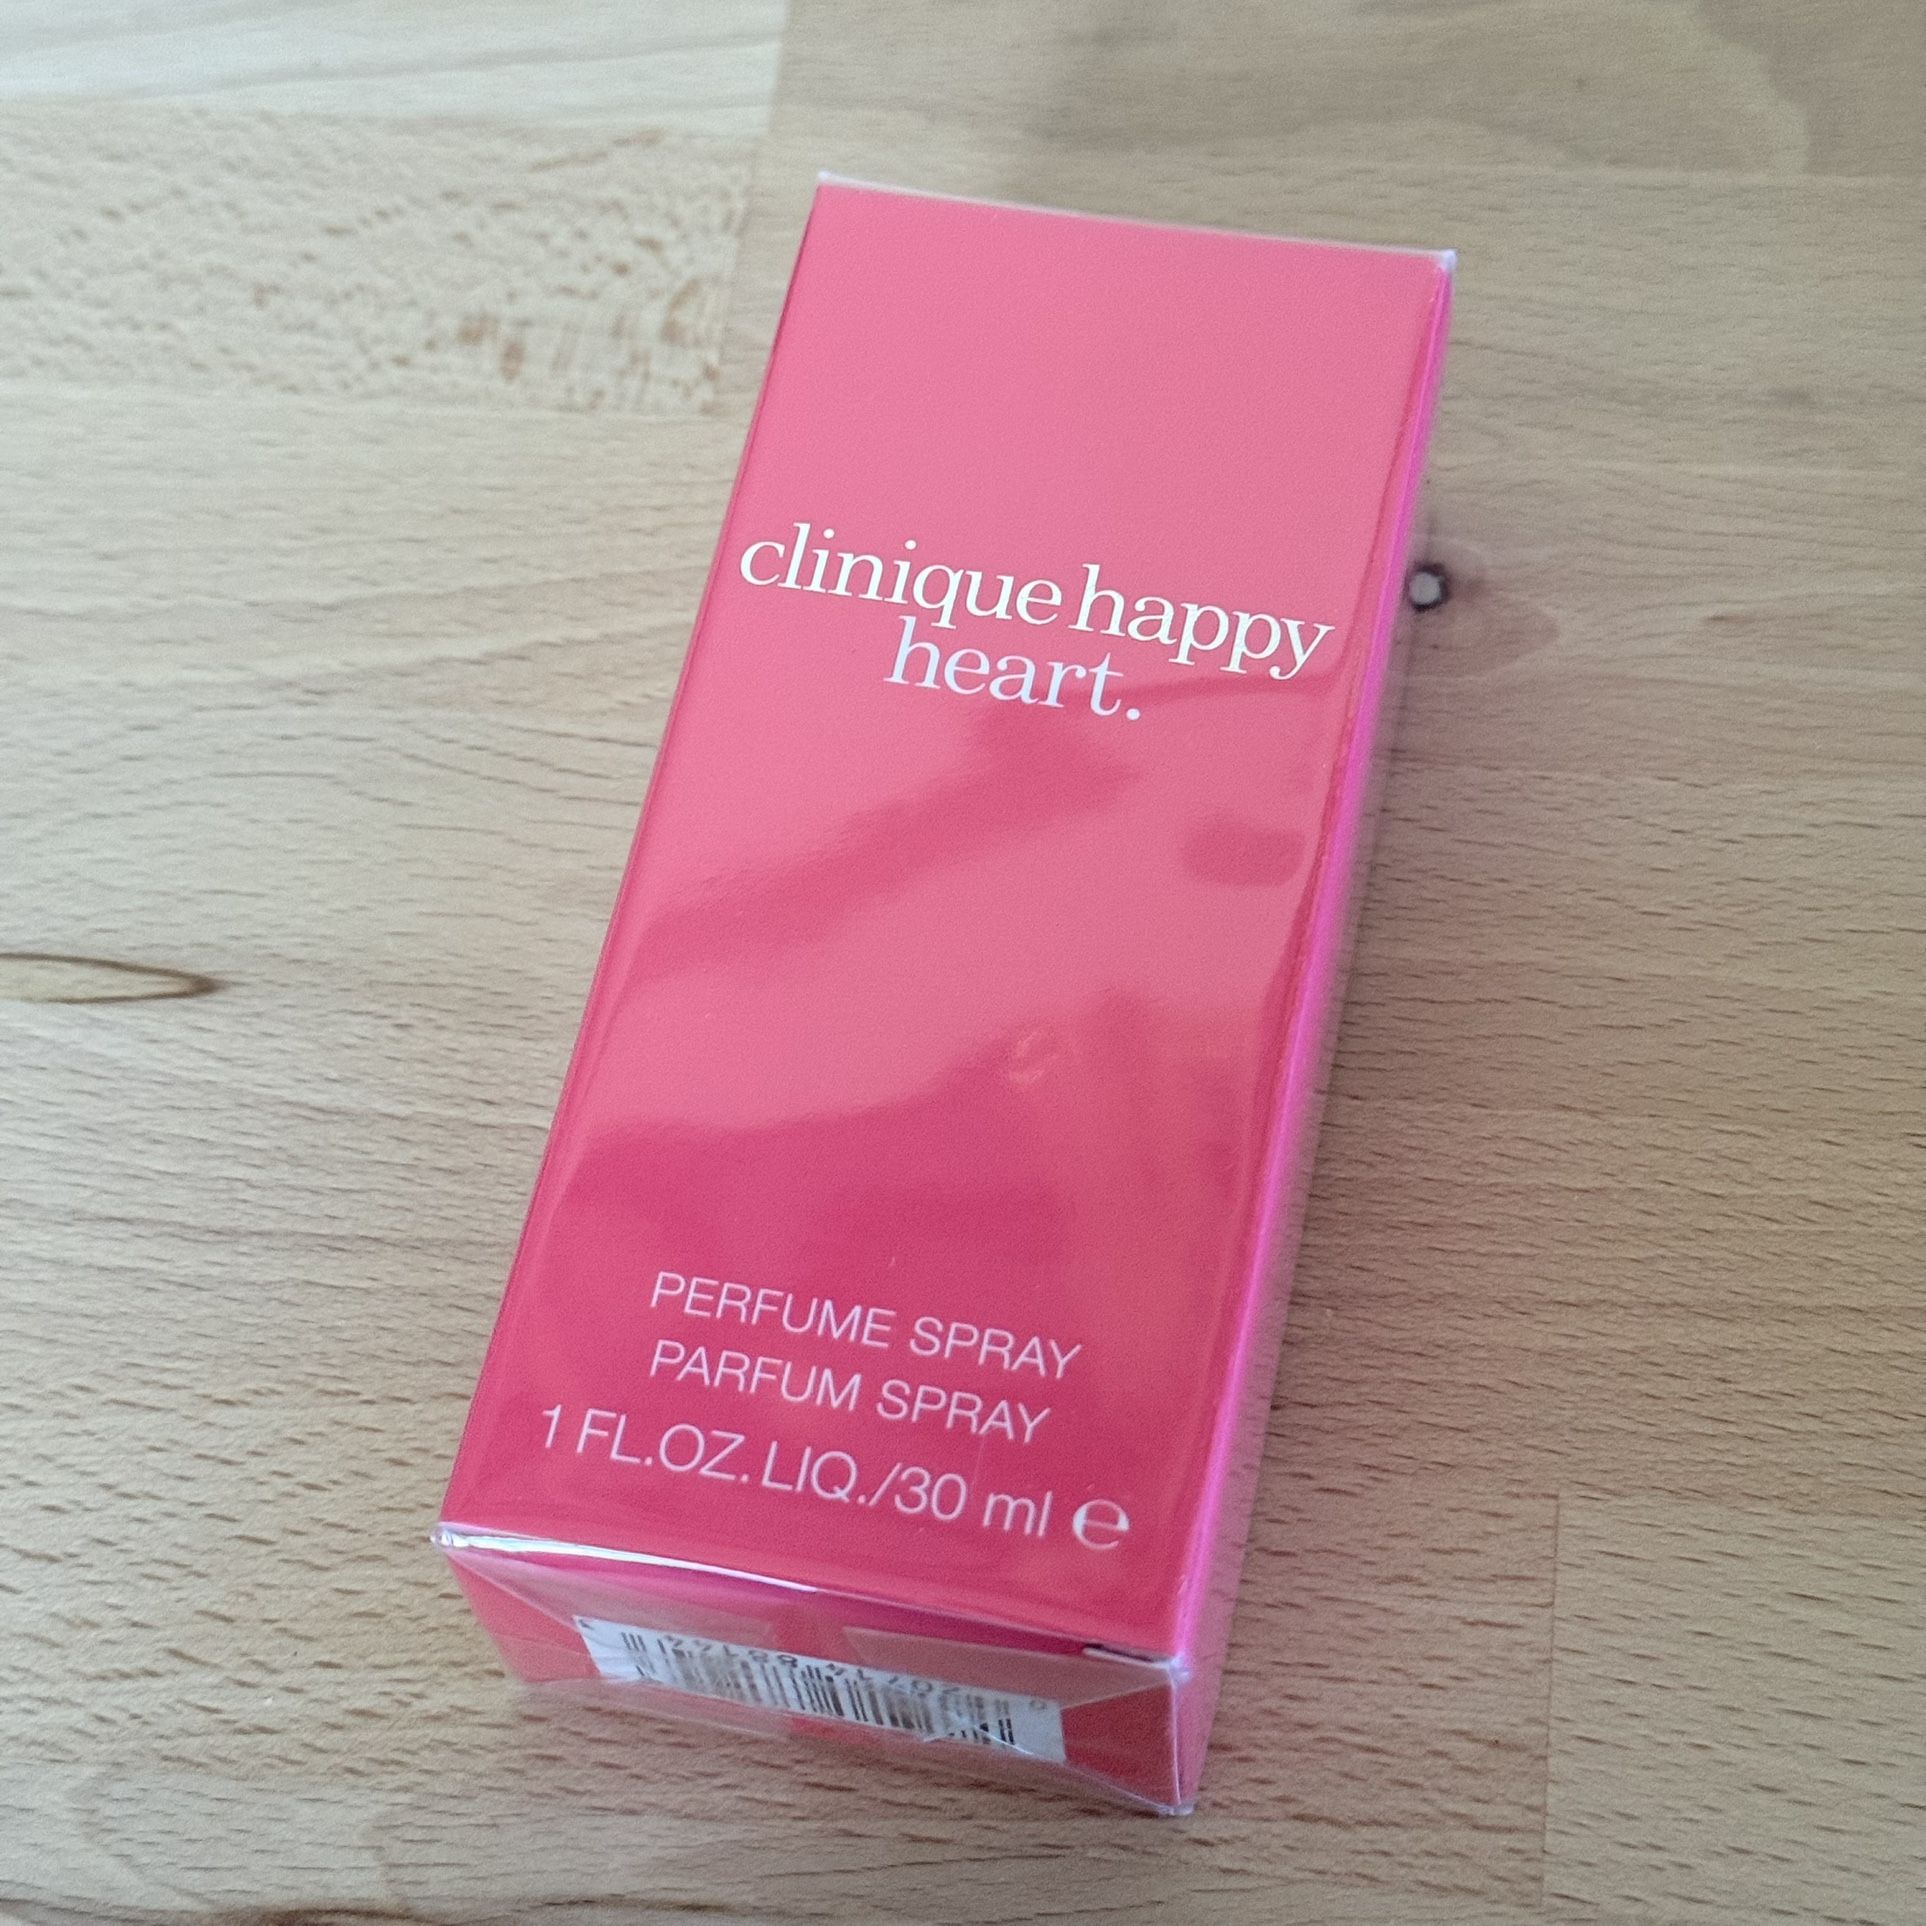 clinique happy
heart.
PERFUME SPRAY
PARFUM SPRAY
1 FL.OZ. LIQ./30 ml ℮